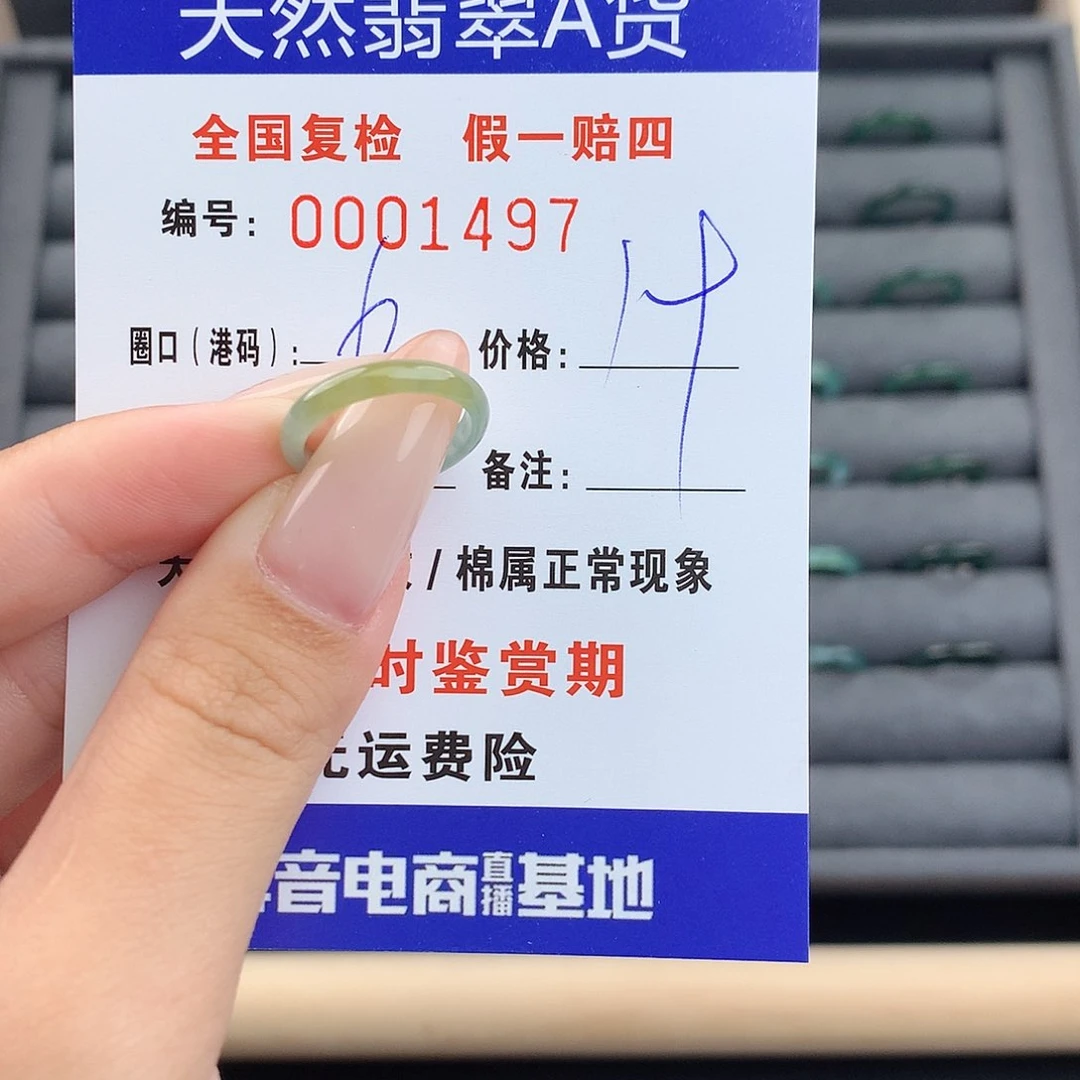 天然翡翠A货
全国复检 假一赔四
编号: 0001497
圈口(港码): 6 价格: 14
备注:
/棉属正常现象
时鉴赏期
运费险
音电商直播基地